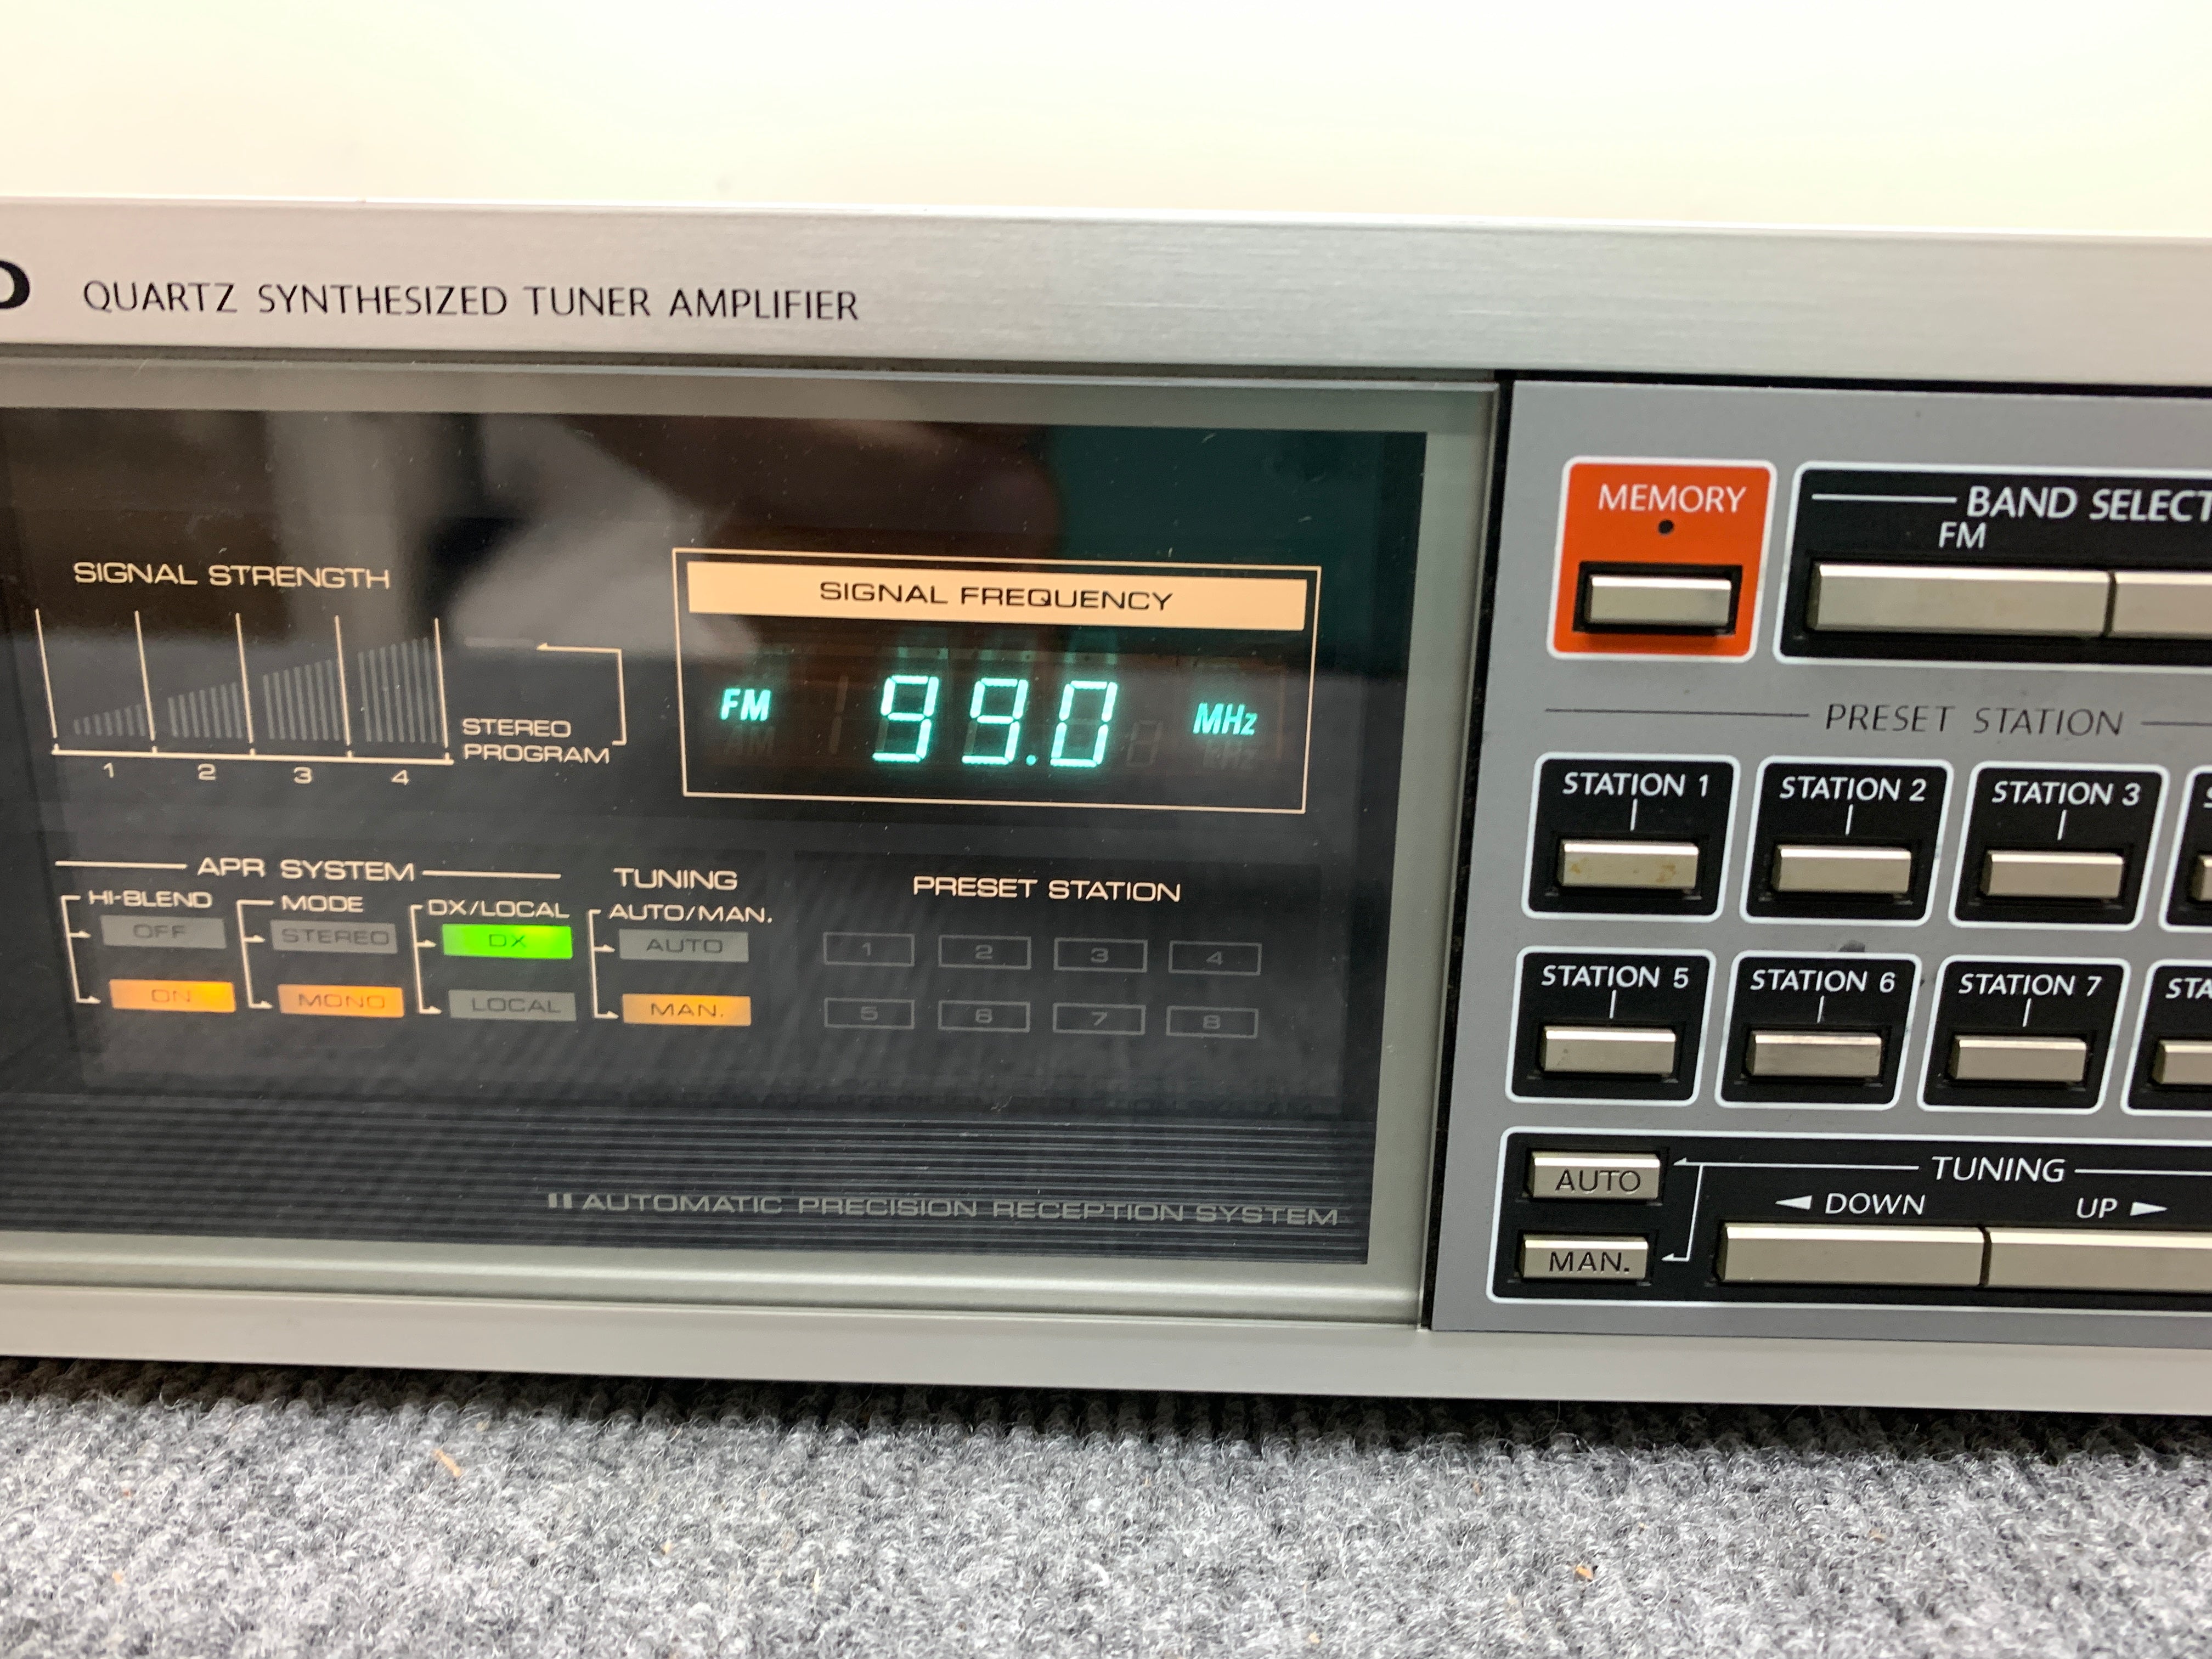 QUARTZ SYNTHESIZED TUNER AMPLIFIER
SIGNAL STRENGTH
1 2 3 4
STEREO
PROGRAM
SIGNAL FREQUENCY
FM 99.0 MHz
AM kHz
APR SYSTEM
HI-BLEND MODE DX/LOCAL
OFF STEREO DX
ON MONO LOCAL
TUNING
AUTO/MAN.
AUTO
MAN.
PRESET STATION
1 2 3 4
5 6 7 8
AUTOMATIC PRECISION RECEPTION SYSTEM
MEMORY
BAND SELECT
FM
PRESET STATION
STATION 1 STATION 2 STATION 3
STATION 5 STATION 6 STATION 7 STA
AUTO
MAN.
TUNING
DOWN UP